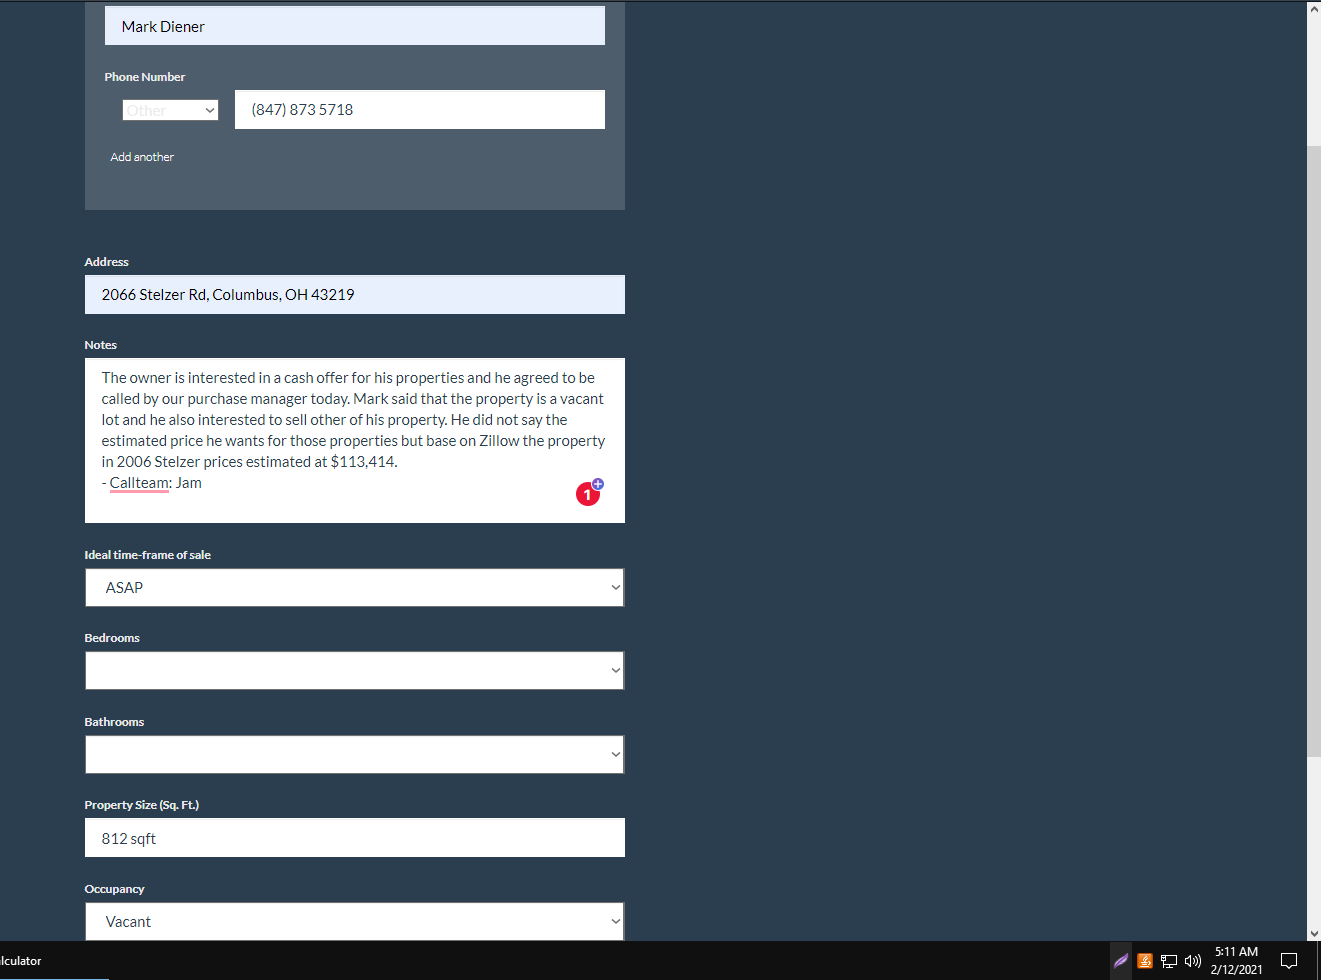 Mark Diener
Phone Number
Other
(847) 873 5718
Add another
Address
2066 Stelzer Rd, Columbus, OH 43219
Notes
The owner is interested in a cash offer for his properties and he agreed to be
called by our purchase manager today. Mark said that the property is a vacant
lot and he also interested to sell other of his property. He did not say the
estimated price he wants for those properties but base on Zillow the property
in 2006 Stelzer prices estimated at $113,414.
- Callteam: Jam
1
Ideal time-frame of sale
ASAP
Bedrooms
Bathrooms
Property Size (Sq. Ft.)
812 sqft
Occupancy
Vacant
lculator
5:11 AM
2/12/2021